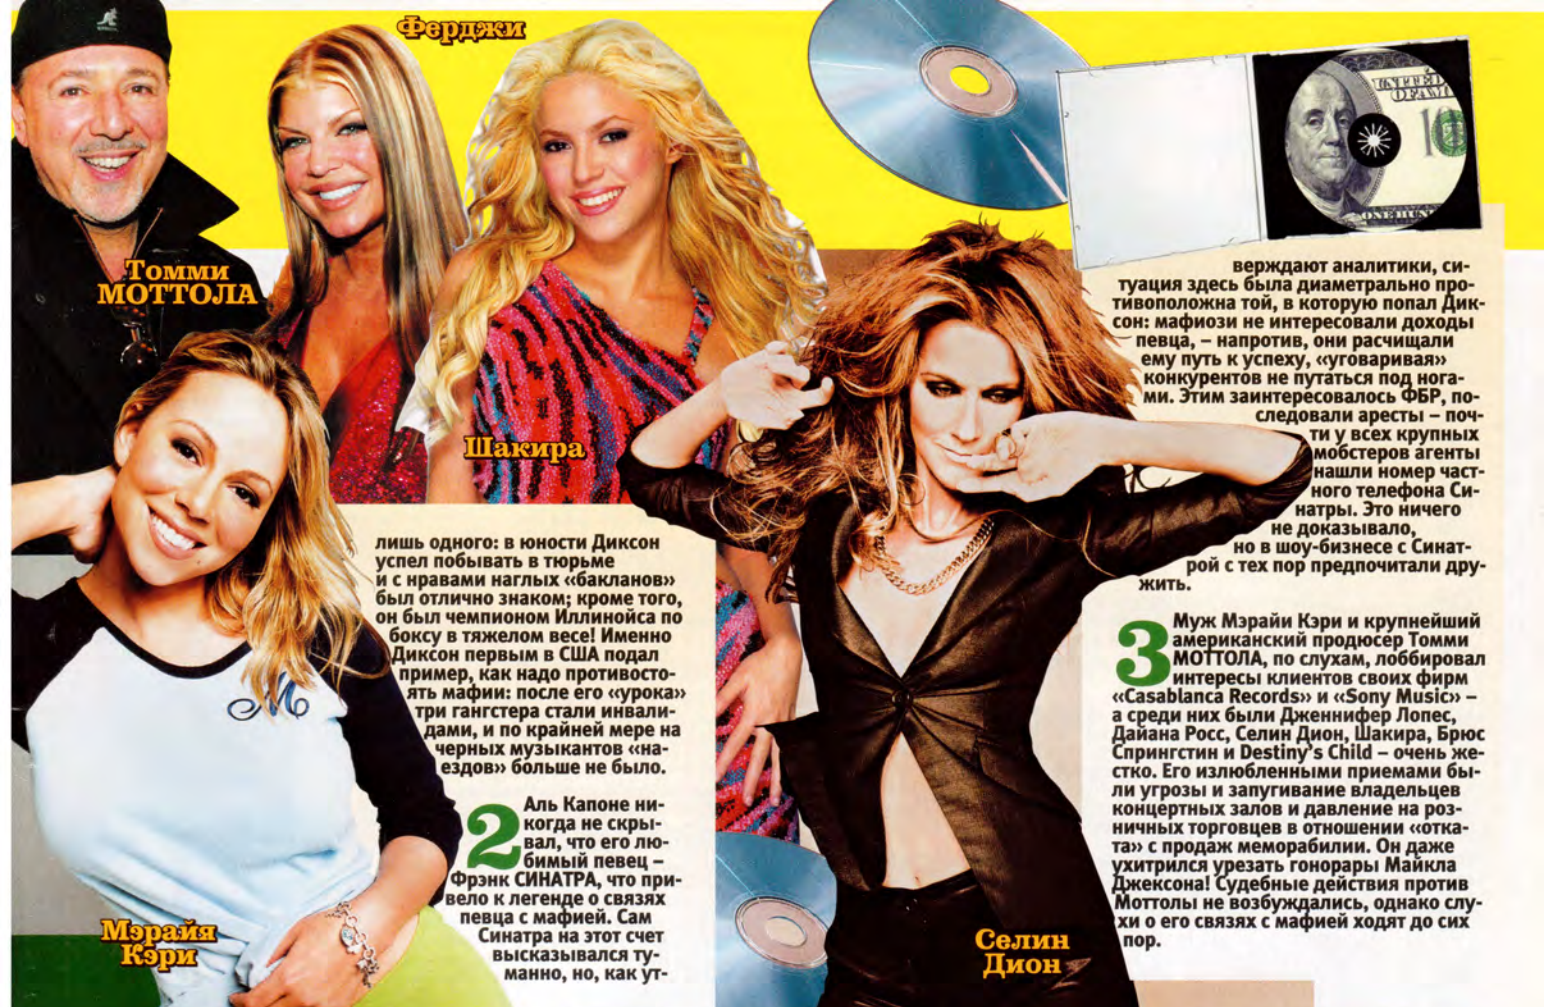 Ферджи
Томми
МОТТОЛА
Шакира
Мэрайя
Кэри
Селин
Дион
M
UNITED
OF AM
10
ONE HUN
лишь одного: в юности Диксон
успел побывать в тюрьме
и с нравами наглых «бакланов»
был отлично знаком; кроме того,
он был чемпионом Иллинойса по
боксу в тяжелом весе! Именно
Диксон первым в США подал
пример, как надо противосто-
ять мафии: после его «урока»
три гангстера стали инвали-
дами, и по крайней мере на
черных музыкантов «на-
ездов» больше не было.
2 Аль Капоне ни-
когда не скры-
вал, что его лю-
бимый певец –
Фрэнк СИНАТРА, что при-
вело к легенде о связях
певца с мафией. Сам
Синатра на этот счет
высказывался ту-
манно, но, как ут-
верждают аналитики, си-
туация здесь была диаметрально про-
тивоположна той, в которую попал Дик-
сон: мафиози не интересовали доходы
певца, – напротив, они расчищали
ему путь к успеху, «уговаривая»
конкурентов не путаться под нога-
ми. Этим заинтересовалось ФБР, по-
следовали аресты – поч-
ти у всех крупных
мобстеров агенты
нашли номер част-
ного телефона Си-
натры. Это ничего
не доказывало,
но в шоу-бизнесе с Синат-
рой с тех пор предпочитали дру-
жить.
3 Муж Мэрайи Кэри и крупнейший
американский продюсер Томми
МОТТОЛА, по слухам, лоббировал
интересы клиентов своих фирм
«Casablanca Records» и «Sony Music» –
а среди них были Дженнифер Лопес,
Дайана Росс, Селин Дион, Шакира, Брюс
Спрингстин и Destiny's Child – очень же-
стко. Его излюбленными приемами бы-
ли угрозы и запугивание владельцев
концертных залов и давление на роз-
ничных торговцев в отношении «отка-
та» с продаж меморабилии. Он даже
ухитрился урезать гонорары Майкла
Джексона! Судебные действия против
Моттолы не возбуждались, однако слу-
хи о его связях с мафией ходят до сих
пор.